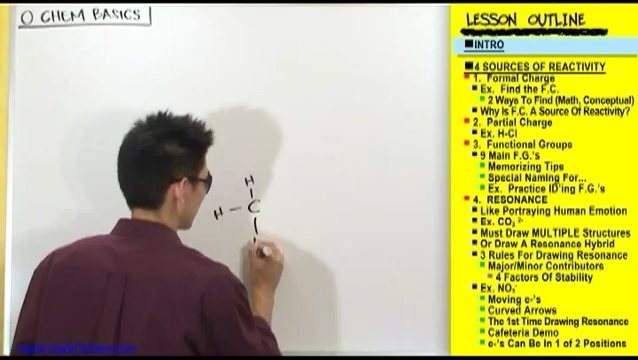 0) CHEM BASICS
H
H – C
LESSON OUTLINE
INTRO
4 SOURCES OF REACTIVITY
1. Formal Charge
Ex. Find the F.C.
2 Ways To Find (Math, Conceptual)
Why Is F.C. A Source Of Reactivity?
2. Partial Charge
Ex. H-Cl
3. Functional Groups
9 Main F.G.'s
Memorizing Tips
Special Naming For...
Ex. Practice ID'ing F.G.'s
4. RESONANCE
Like Portraying Human Emotion
Ex. CO₃ ²⁻
Must Draw MULTIPLE Structures
Or Draw A Resonance Hybrid
3 Rules For Drawing Resonance
Major/Minor Contributors
4 Factors Of Stability
Ex. NO₃⁻
Moving e-'s
Curved Arrows
The 1st Time Drawing Resonance
Cafeteria Demo
e-'s Can Be In 1 of 2 Positions